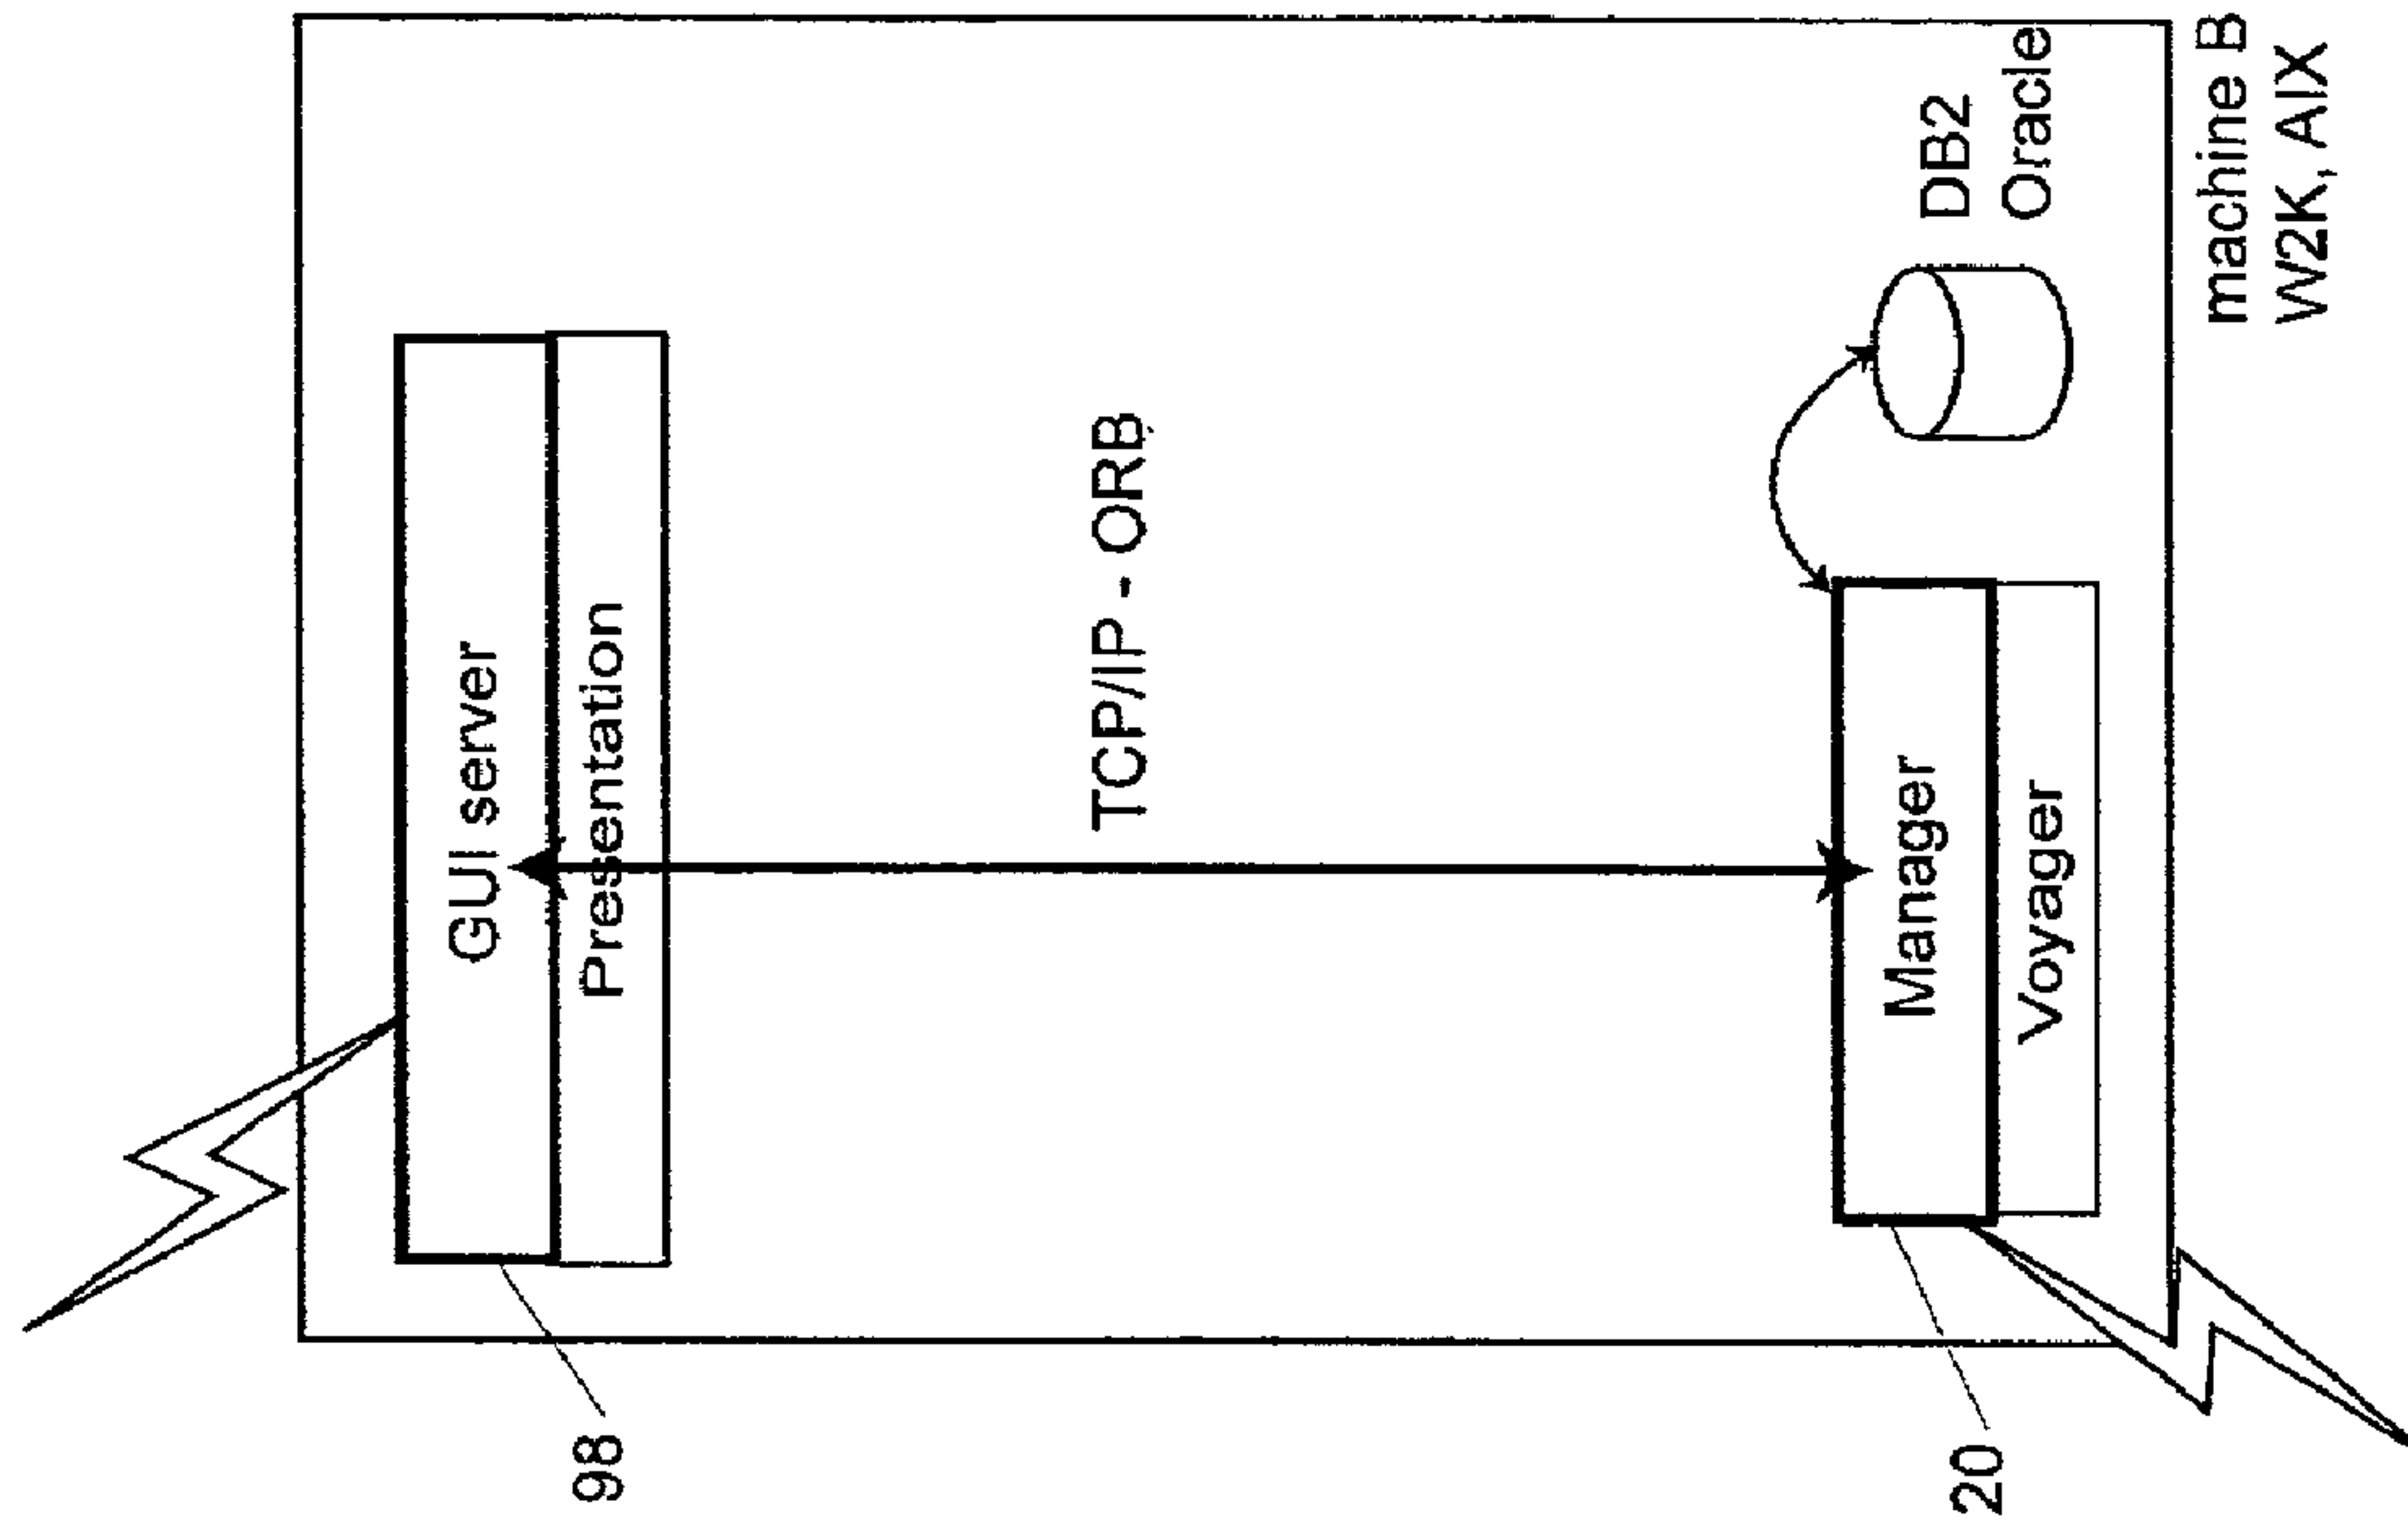 98
GUI server
Presentation
TCP/IP - ORB
20
Manager
Voyager
DB2
Oracle
machine B
W2K, AIX